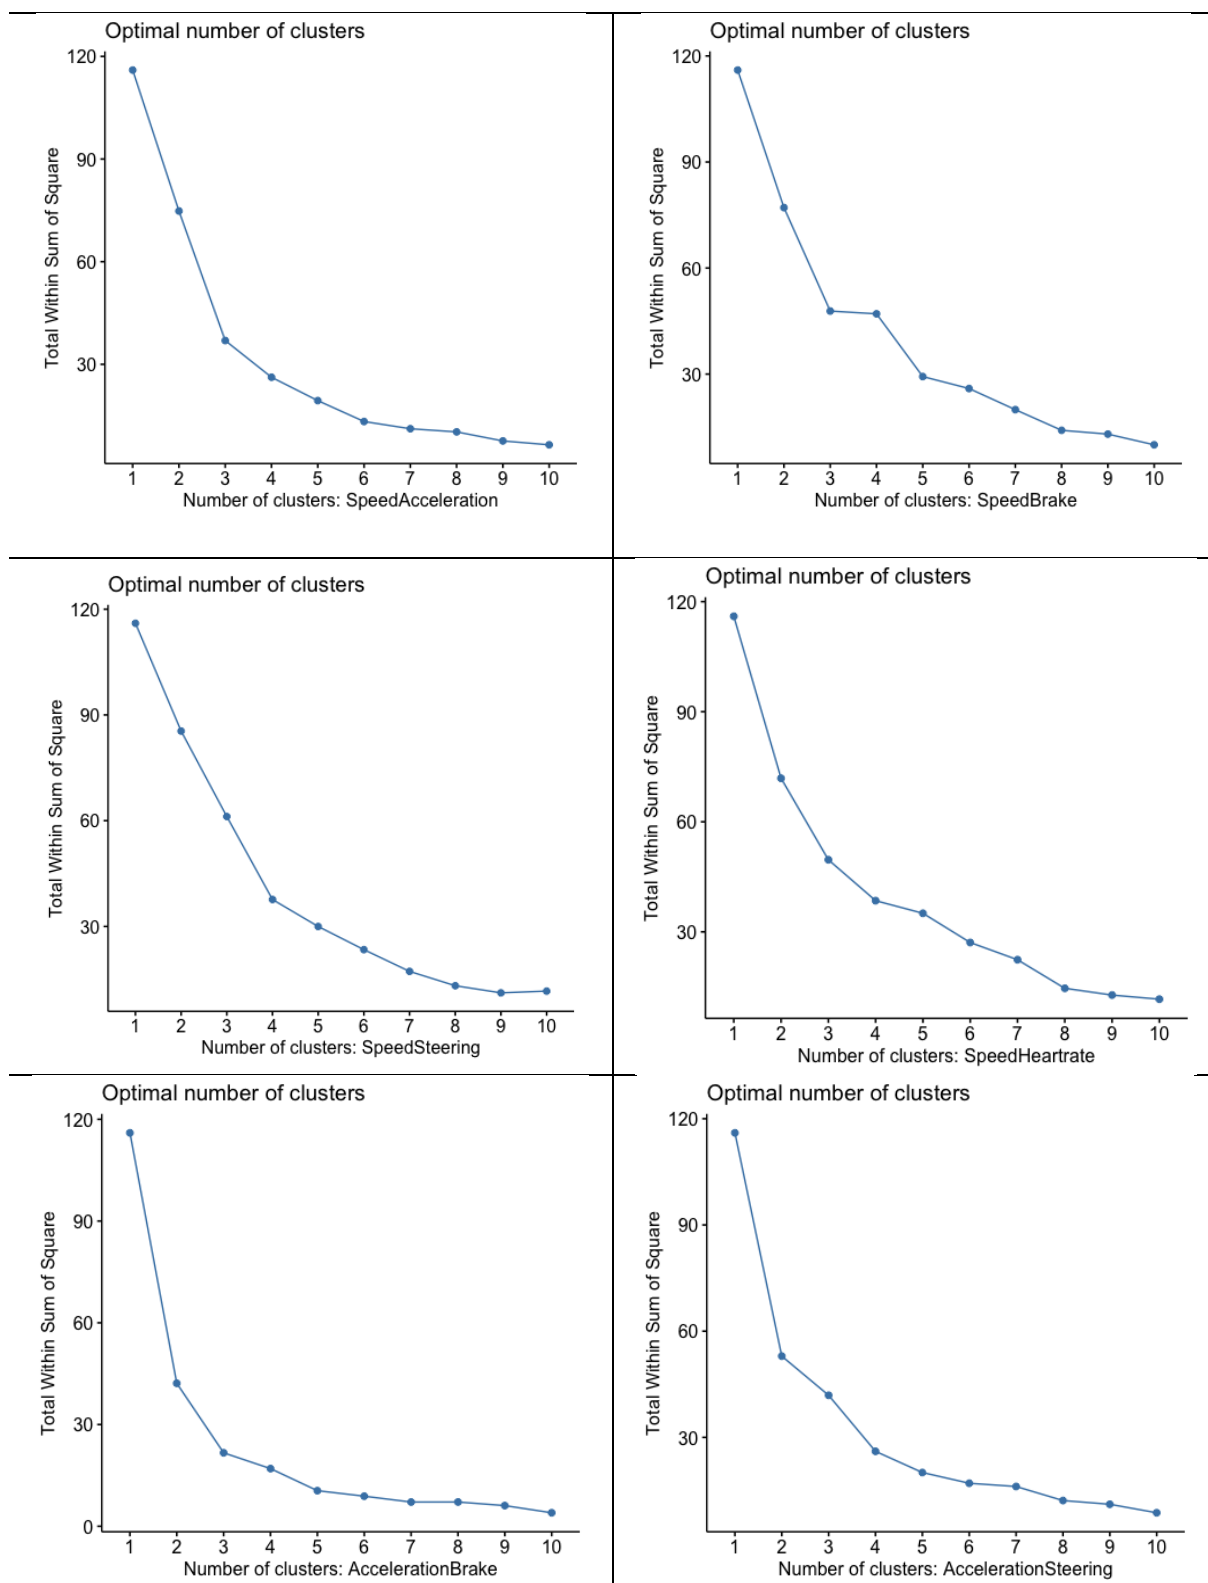 Optimal number of clusters
120
90
60
30
Total Within Sum of Square
1 2 3 4 5 6 7 8 9 10
Number of clusters: SpeedAcceleration
Optimal number of clusters
120
90
60
30
Total Within Sum of Square
1 2 3 4 5 6 7 8 9 10
Number of clusters: SpeedBrake
Optimal number of clusters
120
90
60
30
Total Within Sum of Square
1 2 3 4 5 6 7 8 9 10
Number of clusters: SpeedSteering
Optimal number of clusters
120
90
60
30
Total Within Sum of Square
1 2 3 4 5 6 7 8 9 10
Number of clusters: SpeedHeartrate
Optimal number of clusters
120
90
60
30
0
Total Within Sum of Square
1 2 3 4 5 6 7 8 9 10
Number of clusters: AccelerationBrake
Optimal number of clusters
120
90
60
30
Total Within Sum of Square
1 2 3 4 5 6 7 8 9 10
Number of clusters: AccelerationSteering